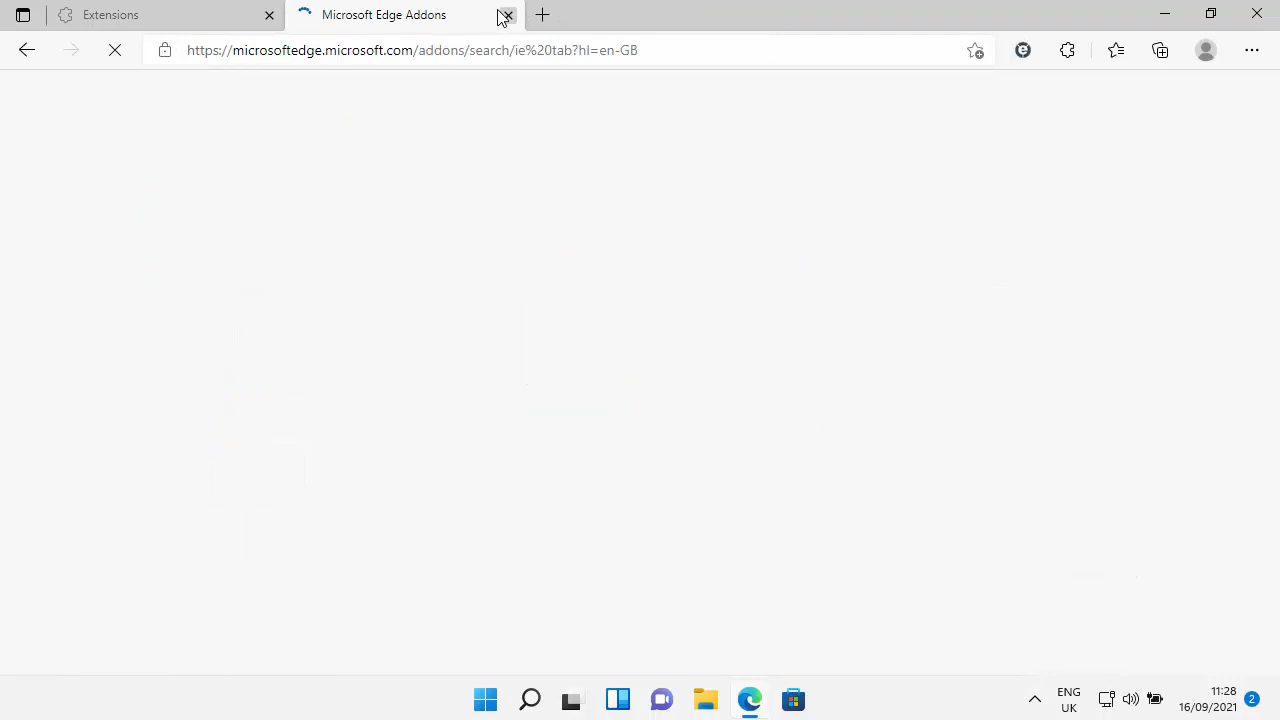 Extensions
Microsoft Edge Addons
https://microsoftedge.microsoft.com/addons/search/ie%20tab?hl=en-GB
ENG
UK
11:28
16/09/2021
2